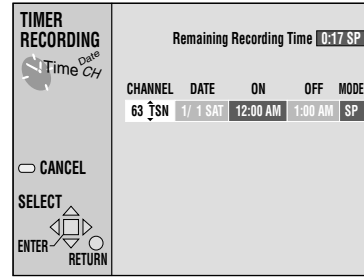 TIMER
RECORDING
Date
Time CH
Remaining Recording Time 0:17 SP
CHANNEL DATE ON OFF MODE
63 TSN 1/ 1 SAT 12:00 AM 1:00 AM SP
CANCEL
SELECT
ENTER
RETURN